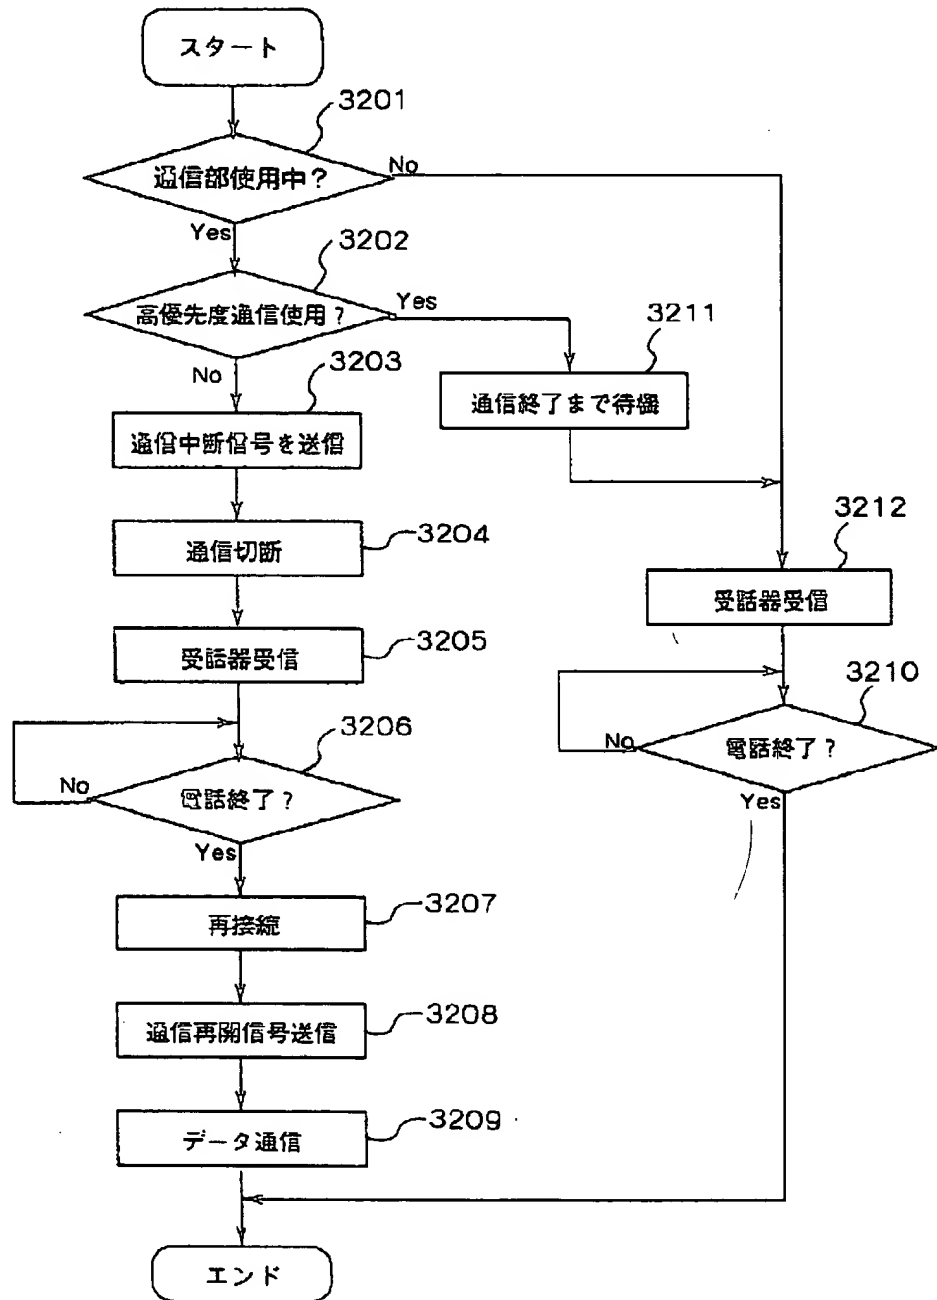 スタート
3201
通信部使用中?
No
Yes
3202
高優先度通信使用?
Yes
No
3211
通信終了まで待機
3203
通信中断信号を送信
3204
通信切断
3212
受話器受信
3205
受話器受信
3210
電話終了?
No
Yes
3206
電話終了?
No
Yes
3207
再接続
3208
通信再開信号送信
3209
データ通信
エンド